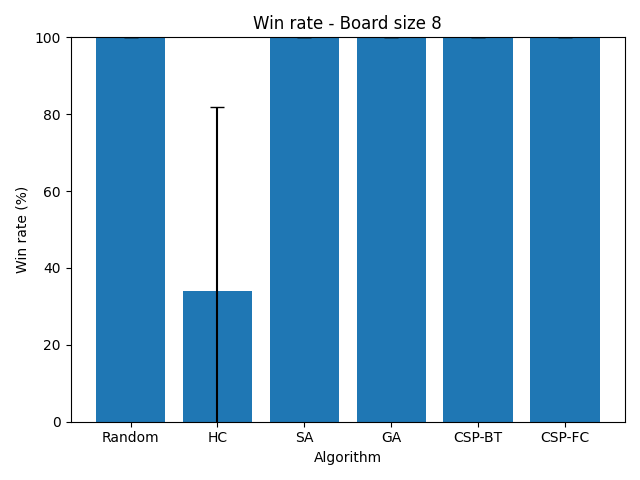 Win rate - Board size 8
Win rate (%)
100
80
60
40
20
0
Random HC SA GA CSP-BT CSP-FC
Algorithm